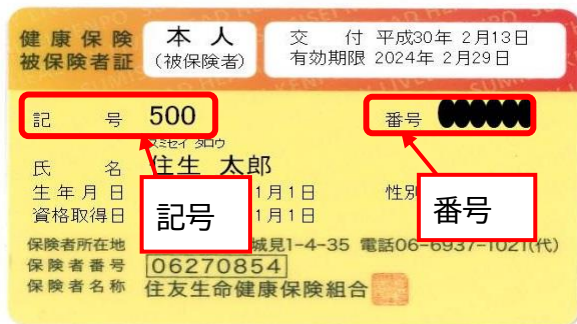 健康保険 本人 交付 平成30年 2月13日
被保険者証 (被保険者) 有効期限 2024年 2月29日
記号 500 番号
スミセイ タロウ
氏名 住生 太郎
生年月日 1月1日 性別
資格取得日 1月1日
記号 番号
保険者所在地 城見1-4-35 電話06-6937-1021(代)
保険者番号 06270854
保険者名称 住友生命健康保険組合